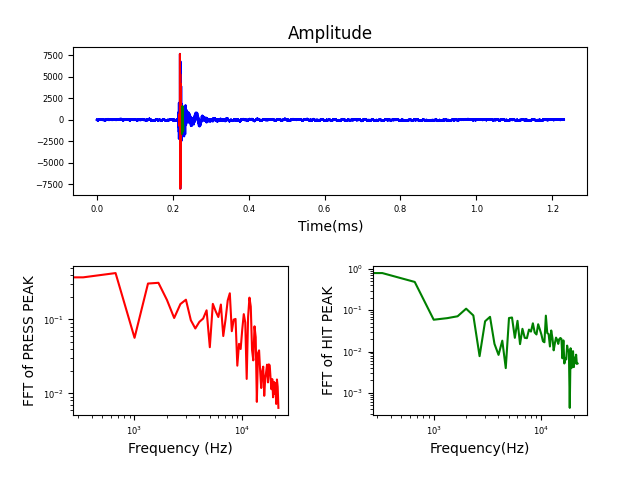 Amplitude
7500
5000
2500
0
−2500
−5000
−7500
0.0 0.2 0.4 0.6 0.8 1.0 1.2
Time(ms)
FFT of PRESS PEAK
10⁻¹
10⁻²
10³ 10⁴
Frequency (Hz)
FFT of HIT PEAK
10⁰
10⁻¹
10⁻²
10⁻³
10³ 10⁴
Frequency(Hz)